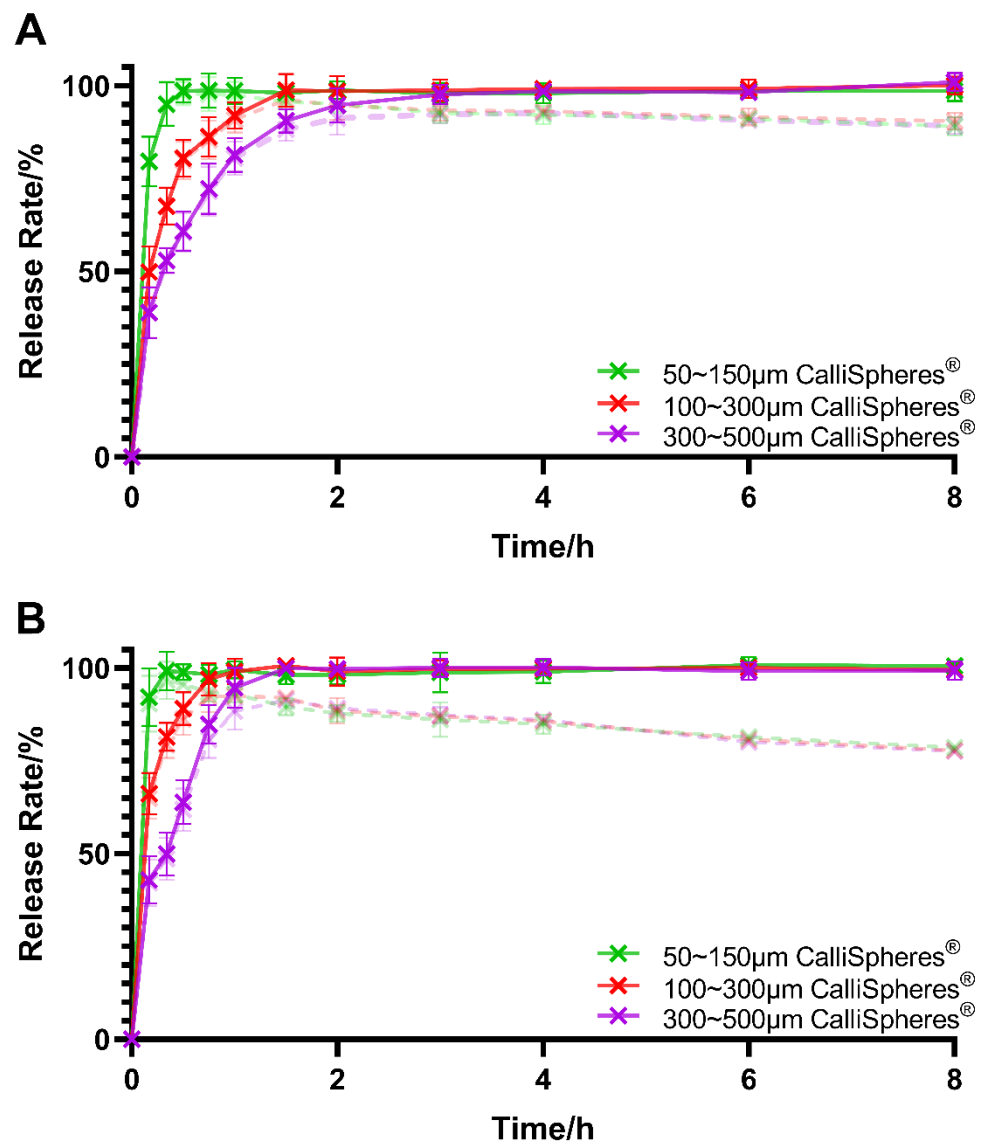 A
Release Rate/%
100
50
0
50~150µm CalliSpheres®
100~300µm CalliSpheres®
300~500µm CalliSpheres®
0 2 4 6 8
Time/h
B
Release Rate/%
100
50
0
50~150µm CalliSpheres®
100~300µm CalliSpheres®
300~500µm CalliSpheres®
0 2 4 6 8
Time/h